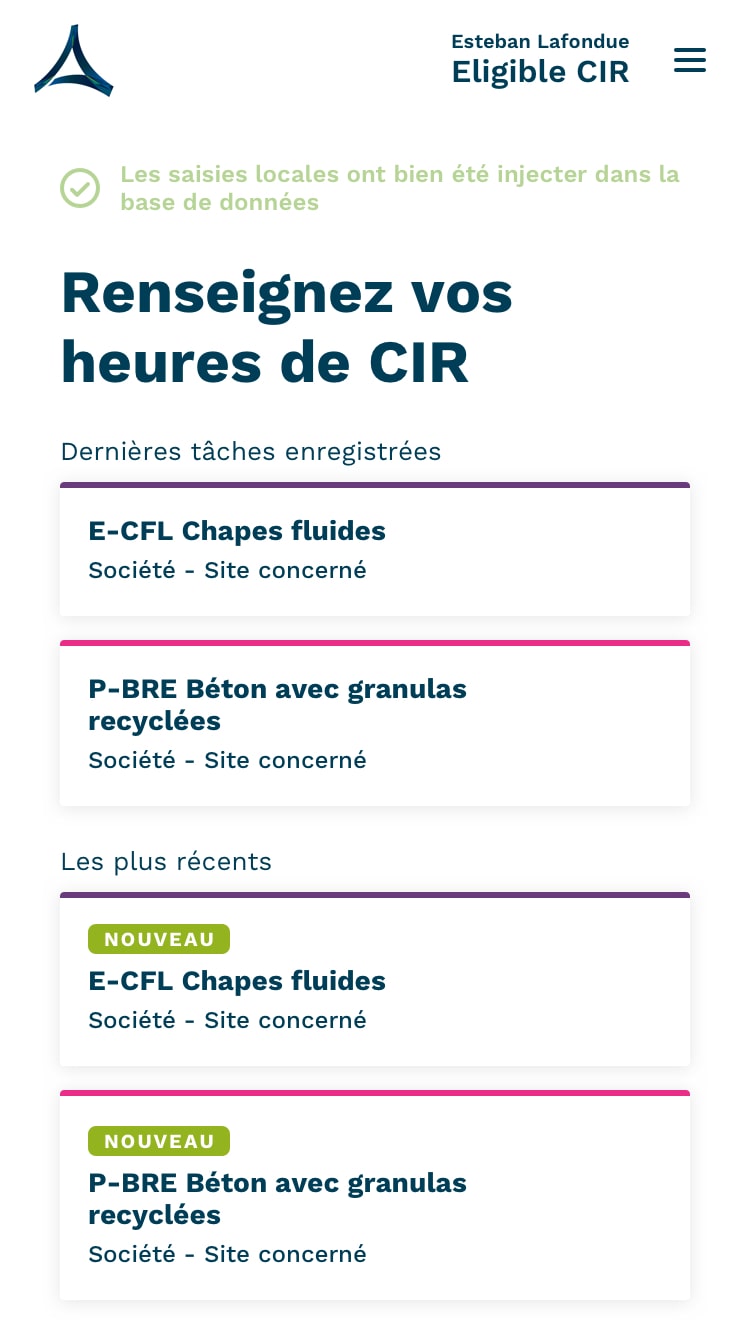 Esteban Lafondue
Eligible CIR
Les saisies locales ont bien été injecter dans la
base de données
Renseignez vos
heures de CIR
Dernières tâches enregistrées
E-CFL Chapes fluides
Société - Site concerné
P-BRE Béton avec granulas
recyclées
Société - Site concerné
Les plus récents
NOUVEAU
E-CFL Chapes fluides
Société - Site concerné
NOUVEAU
P-BRE Béton avec granulas
recyclées
Société - Site concerné